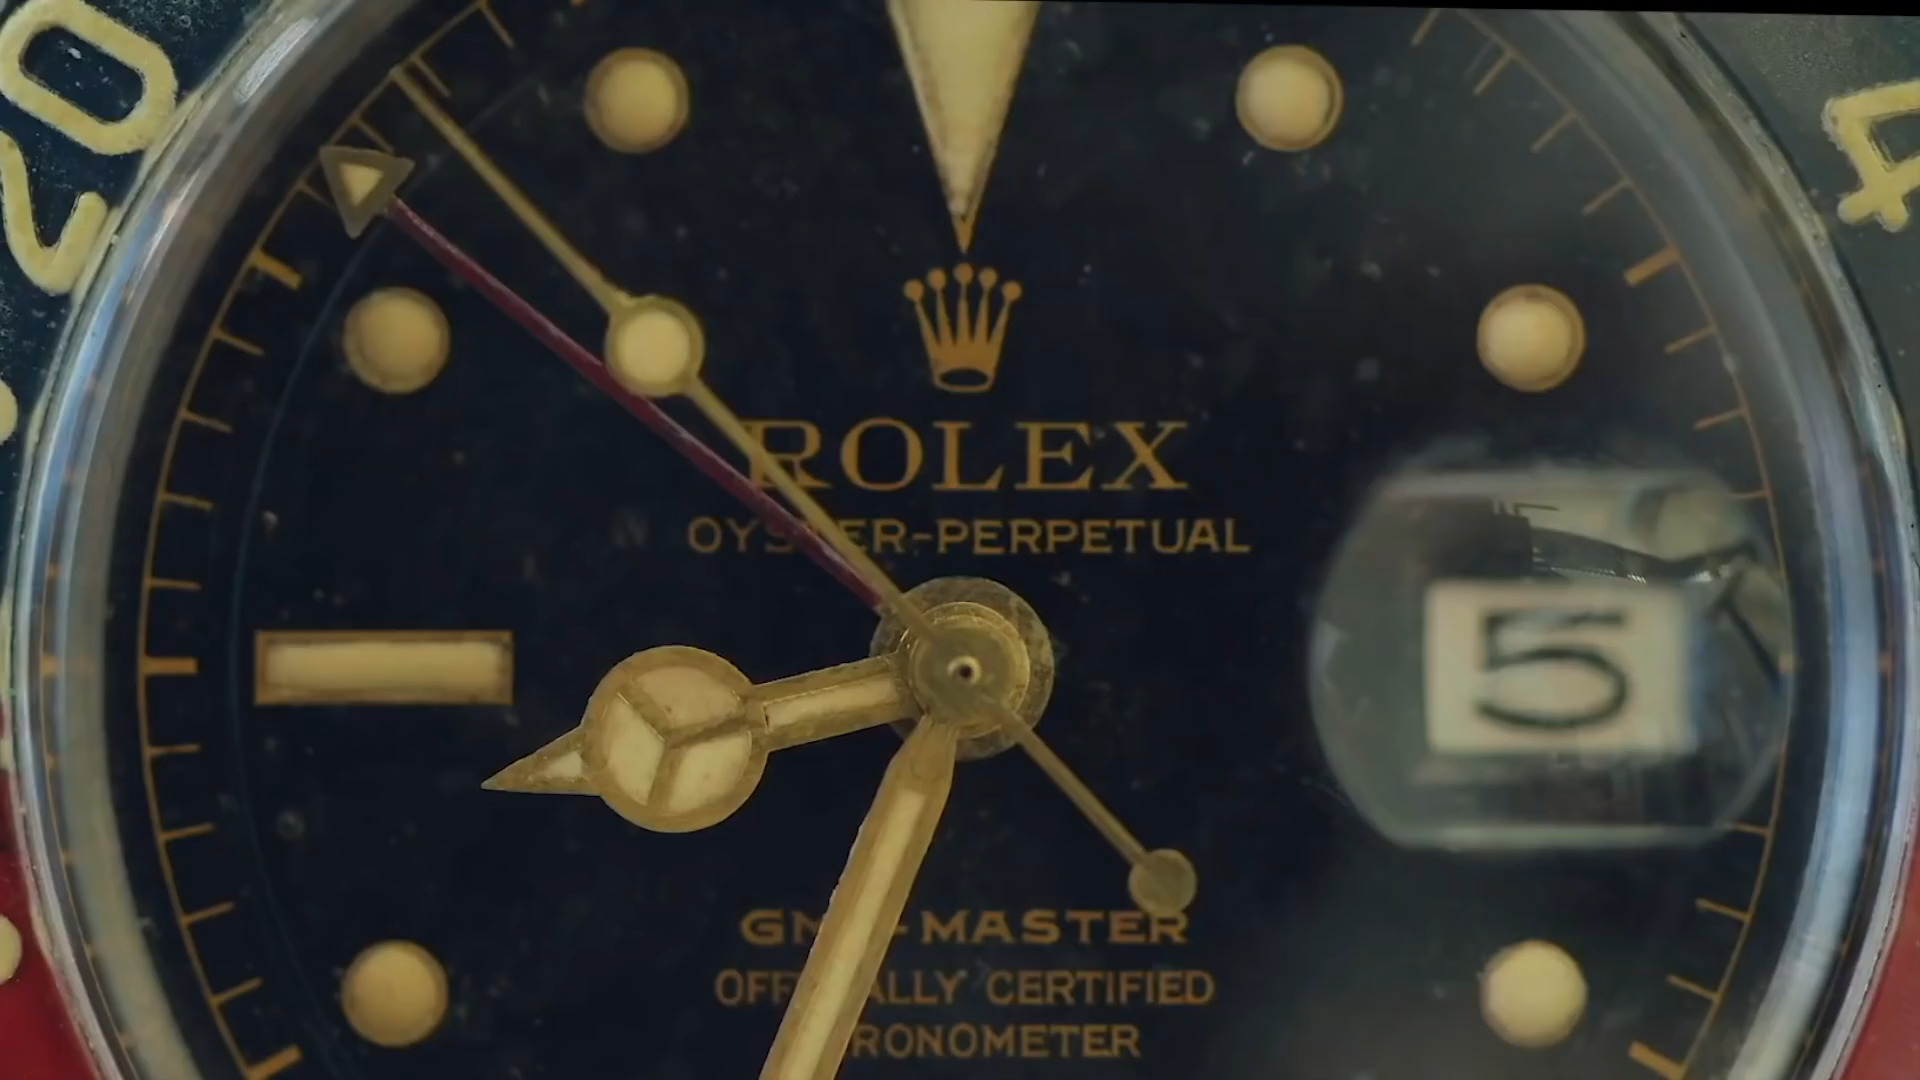 20
4
ROLEX
OYSTER-PERPETUAL
5
GMT-MASTER
OFFICIALLY CERTIFIED
CHRONOMETER